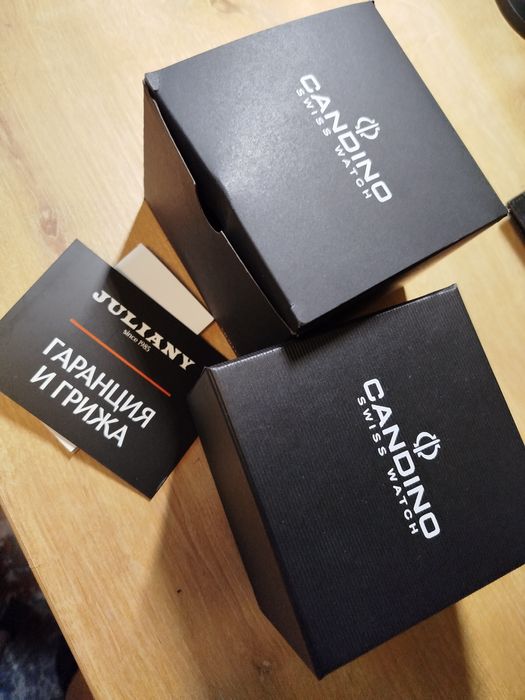 CANDINO
SWISS WATCH
JULIANY
since 1985
ГАРАНЦИЯ
И ГРИЖА
CANDINO
SWISS WATCH